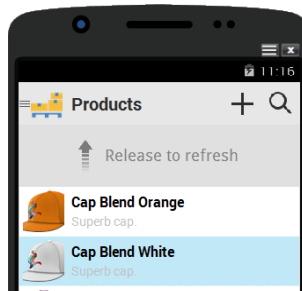 11:16
Products
Release to refresh
Cap Blend Orange
Superb cap.
Cap Blend White
Superb cap.